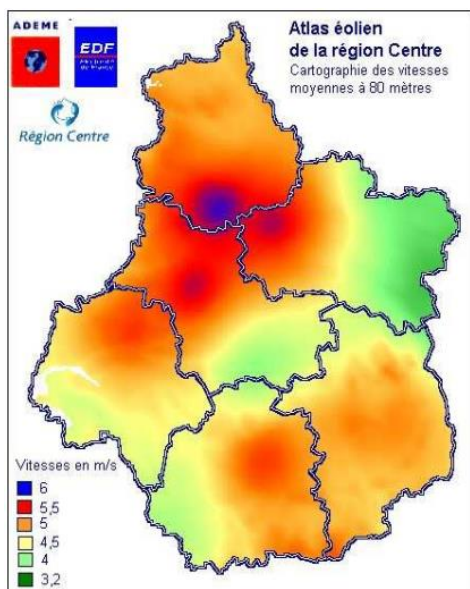 ADEME
EDF
Région Centre
Atlas éolien
de la région Centre
Cartographie des vitesses
moyennes à 80 mètres
Vitesses en m/s
6
5,5
5
4,5
4
3,2